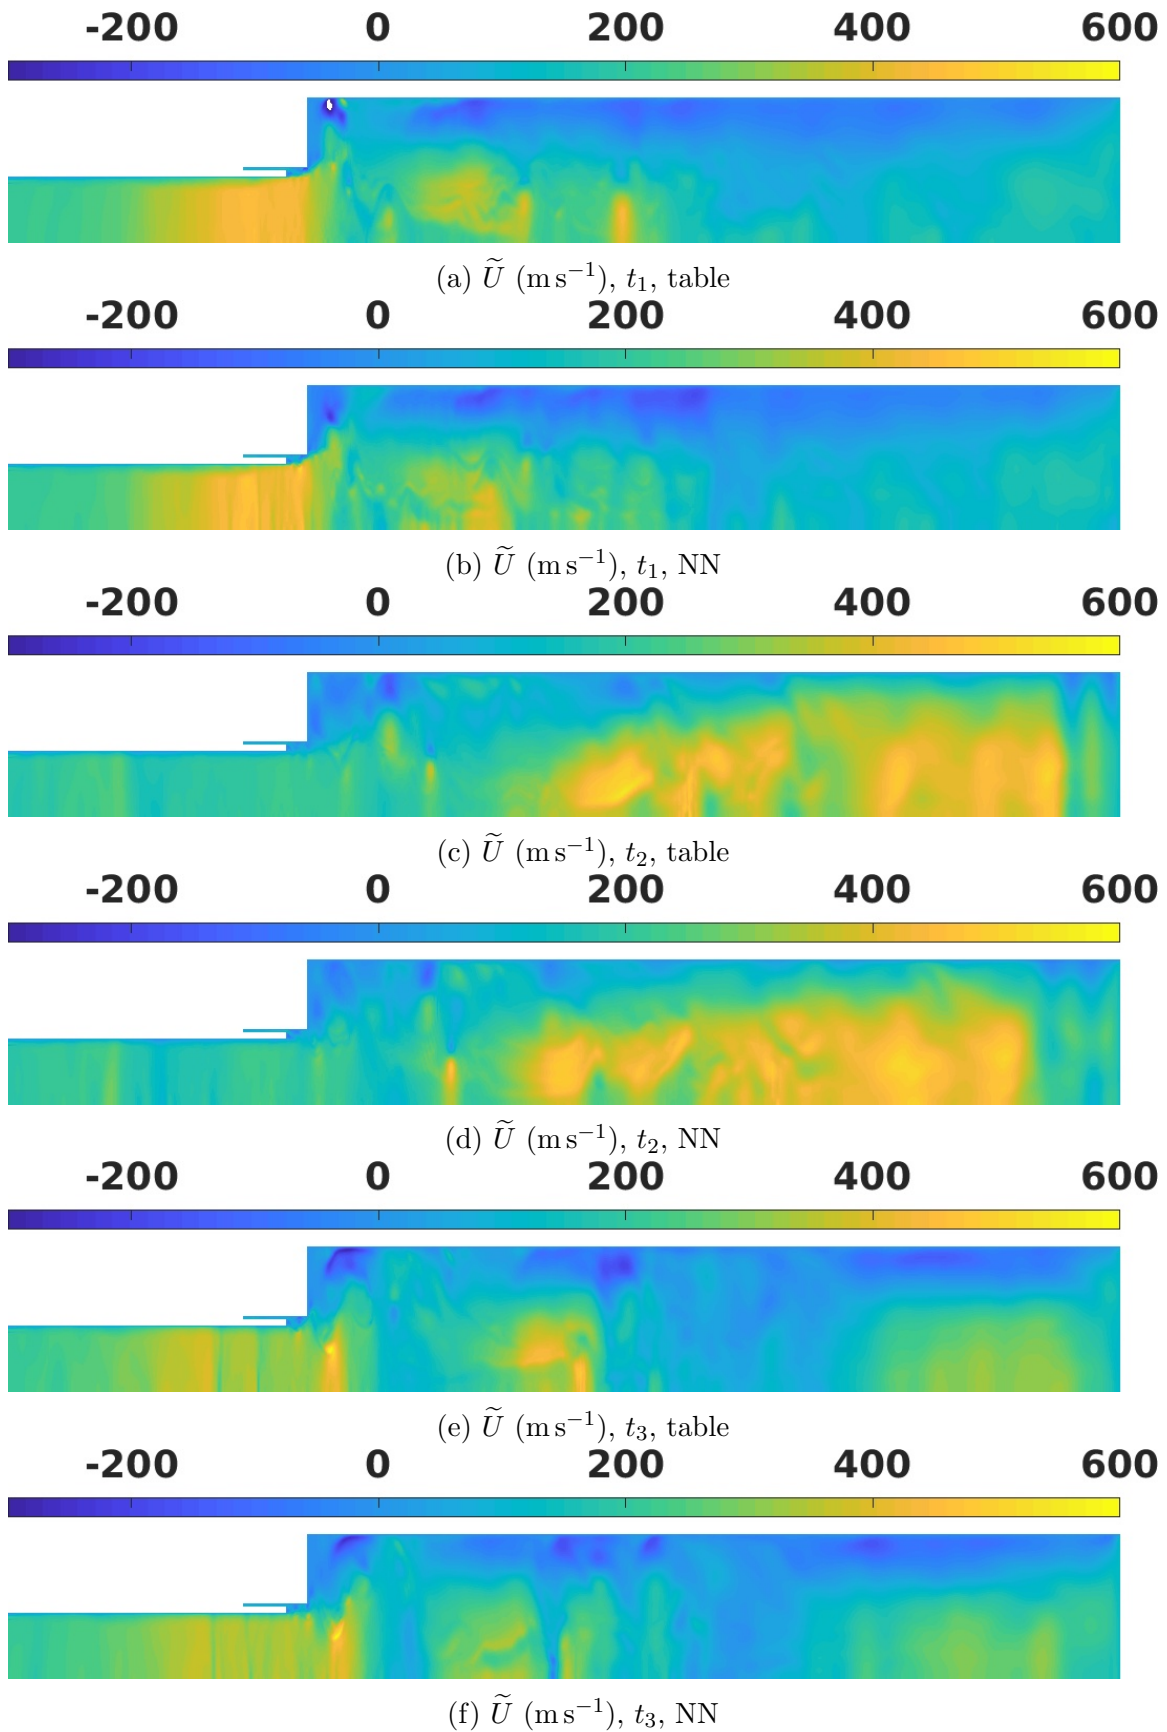 -200 0 200 400 600
(a) Ũ (m s⁻¹), t₁, table
-200 0 200 400 600
(b) Ũ (m s⁻¹), t₁, NN
-200 0 200 400 600
(c) Ũ (m s⁻¹), t₂, table
-200 0 200 400 600
(d) Ũ (m s⁻¹), t₂, NN
-200 0 200 400 600
(e) Ũ (m s⁻¹), t₃, table
-200 0 200 400 600
(f) Ũ (m s⁻¹), t₃, NN